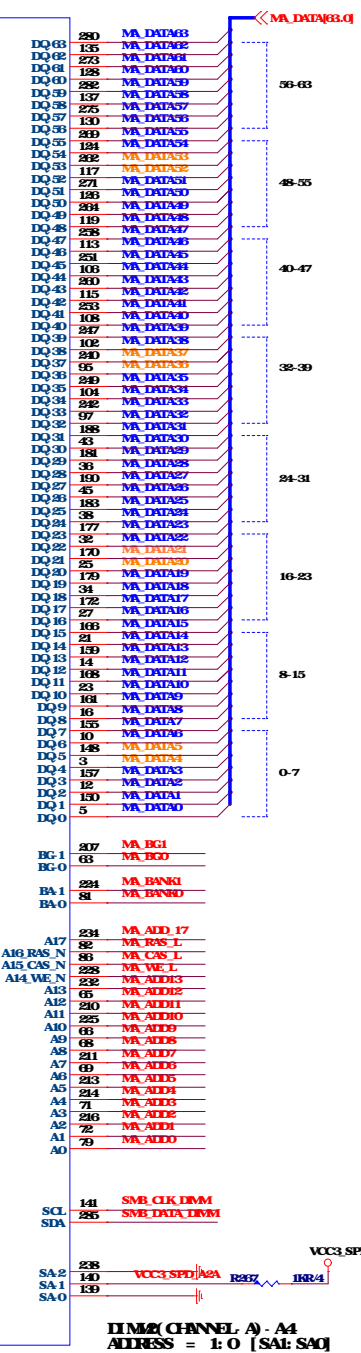 MA_DATA[63..0]
DQ63 280 MA_DATA63
DQ62 135 MA_DATA62
DQ61 273 MA_DATA61
DQ60 128 MA_DATA60
DQ59 282 MA_DATA59
56-63
DQ58 137 MA_DATA58
DQ57 275 MA_DATA57
DQ56 130 MA_DATA56
DQ55 269 MA_DATA55
DQ54 124 MA_DATA54
DQ53 262 MA_DATA53
DQ52 117 MA_DATA52
DQ51 271 MA_DATA51
48-55
DQ50 126 MA_DATA50
DQ49 264 MA_DATA49
DQ48 119 MA_DATA48
DQ47 258 MA_DATA47
DQ46 113 MA_DATA46
DQ45 251 MA_DATA45
DQ44 106 MA_DATA44
40-47
DQ43 260 MA_DATA43
DQ42 115 MA_DATA42
DQ41 253 MA_DATA41
DQ40 108 MA_DATA40
DQ39 247 MA_DATA39
DQ38 102 MA_DATA38
DQ37 240 MA_DATA37
DQ36 95 MA_DATA36
32-39
DQ35 249 MA_DATA35
DQ34 104 MA_DATA34
DQ33 242 MA_DATA33
DQ32 97 MA_DATA32
DQ31 188 MA_DATA31
DQ30 43 MA_DATA30
DQ29 181 MA_DATA29
DQ28 36 MA_DATA28
24-31
DQ27 190 MA_DATA27
DQ26 45 MA_DATA26
DQ25 183 MA_DATA25
DQ24 38 MA_DATA24
DQ23 177 MA_DATA23
DQ22 32 MA_DATA22
DQ21 170 MA_DATA21
DQ20 25 MA_DATA20
16-23
DQ19 179 MA_DATA19
DQ18 34 MA_DATA18
DQ17 172 MA_DATA17
DQ16 27 MA_DATA16
DQ15 166 MA_DATA15
DQ14 21 MA_DATA14
DQ13 159 MA_DATA13
DQ12 14 MA_DATA12
8-15
DQ11 168 MA_DATA11
DQ10 23 MA_DATA10
DQ9 161 MA_DATA9
DQ8 16 MA_DATA8
DQ7 155 MA_DATA7
DQ6 10 MA_DATA6
DQ5 148 MA_DATA5
DQ4 3 MA_DATA4
0-7
DQ3 157 MA_DATA3
DQ2 12 MA_DATA2
DQ1 150 MA_DATA1
DQ0 5 MA_DATA0
BG-1 207 MA_BG1
BG-0 63 MA_BG0
BA-1 224 MA_BANK1
BA-0 81 MA_BANK0
A17 234 MA_ADD_17
A16_RAS_N 82 MA_RAS_L
A15_CAS_N 86 MA_CAS_L
A14_WE_N 228 MA_WE_L
A13 232 MA_ADD13
A12 65 MA_ADD12
A11 210 MA_ADD11
A10 225 MA_ADD10
A9 66 MA_ADD9
A8 68 MA_ADD8
A7 211 MA_ADD7
A6 69 MA_ADD6
A5 213 MA_ADD5
A4 214 MA_ADD4
A3 71 MA_ADD3
A2 216 MA_ADD2
A1 72 MA_ADD1
A0 79 MA_ADD0
SCL 141 SMB_CLK_DIMM
SDA 285 SMB_DATA_DIMM
VCC3_SP
SA-2 238
SA-1 140 VCC3_SPD_A2A R267 1KR/4
SA-0 139
DIMM2(CHANNEL-A)-A4
ADDRESS = 1:0 [SA1:SA0]